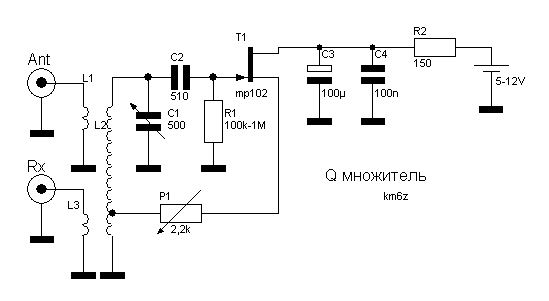 Ant
L1
L2
C2
510
T1
mp102
C3
100µ
C4
100n
R2
150
5-12V
C1
500
R1
100k-1M
Rx
L3
P1
2,2k
Q множитель
km6z